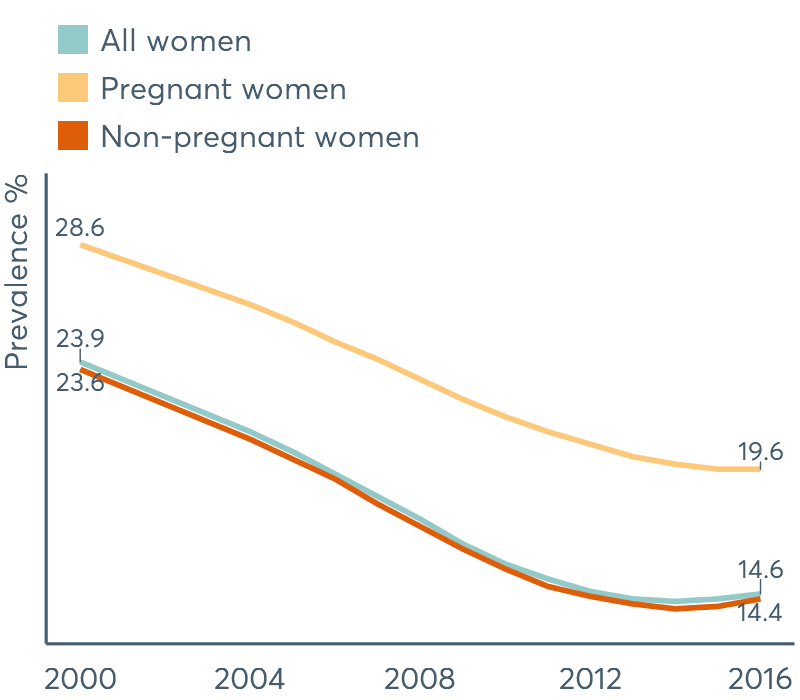 All women
Pregnant women
Non-pregnant women
Prevalence %
28.6
23.9
23.6
19.6
14.6
14.4
2000 2004 2008 2012 2016